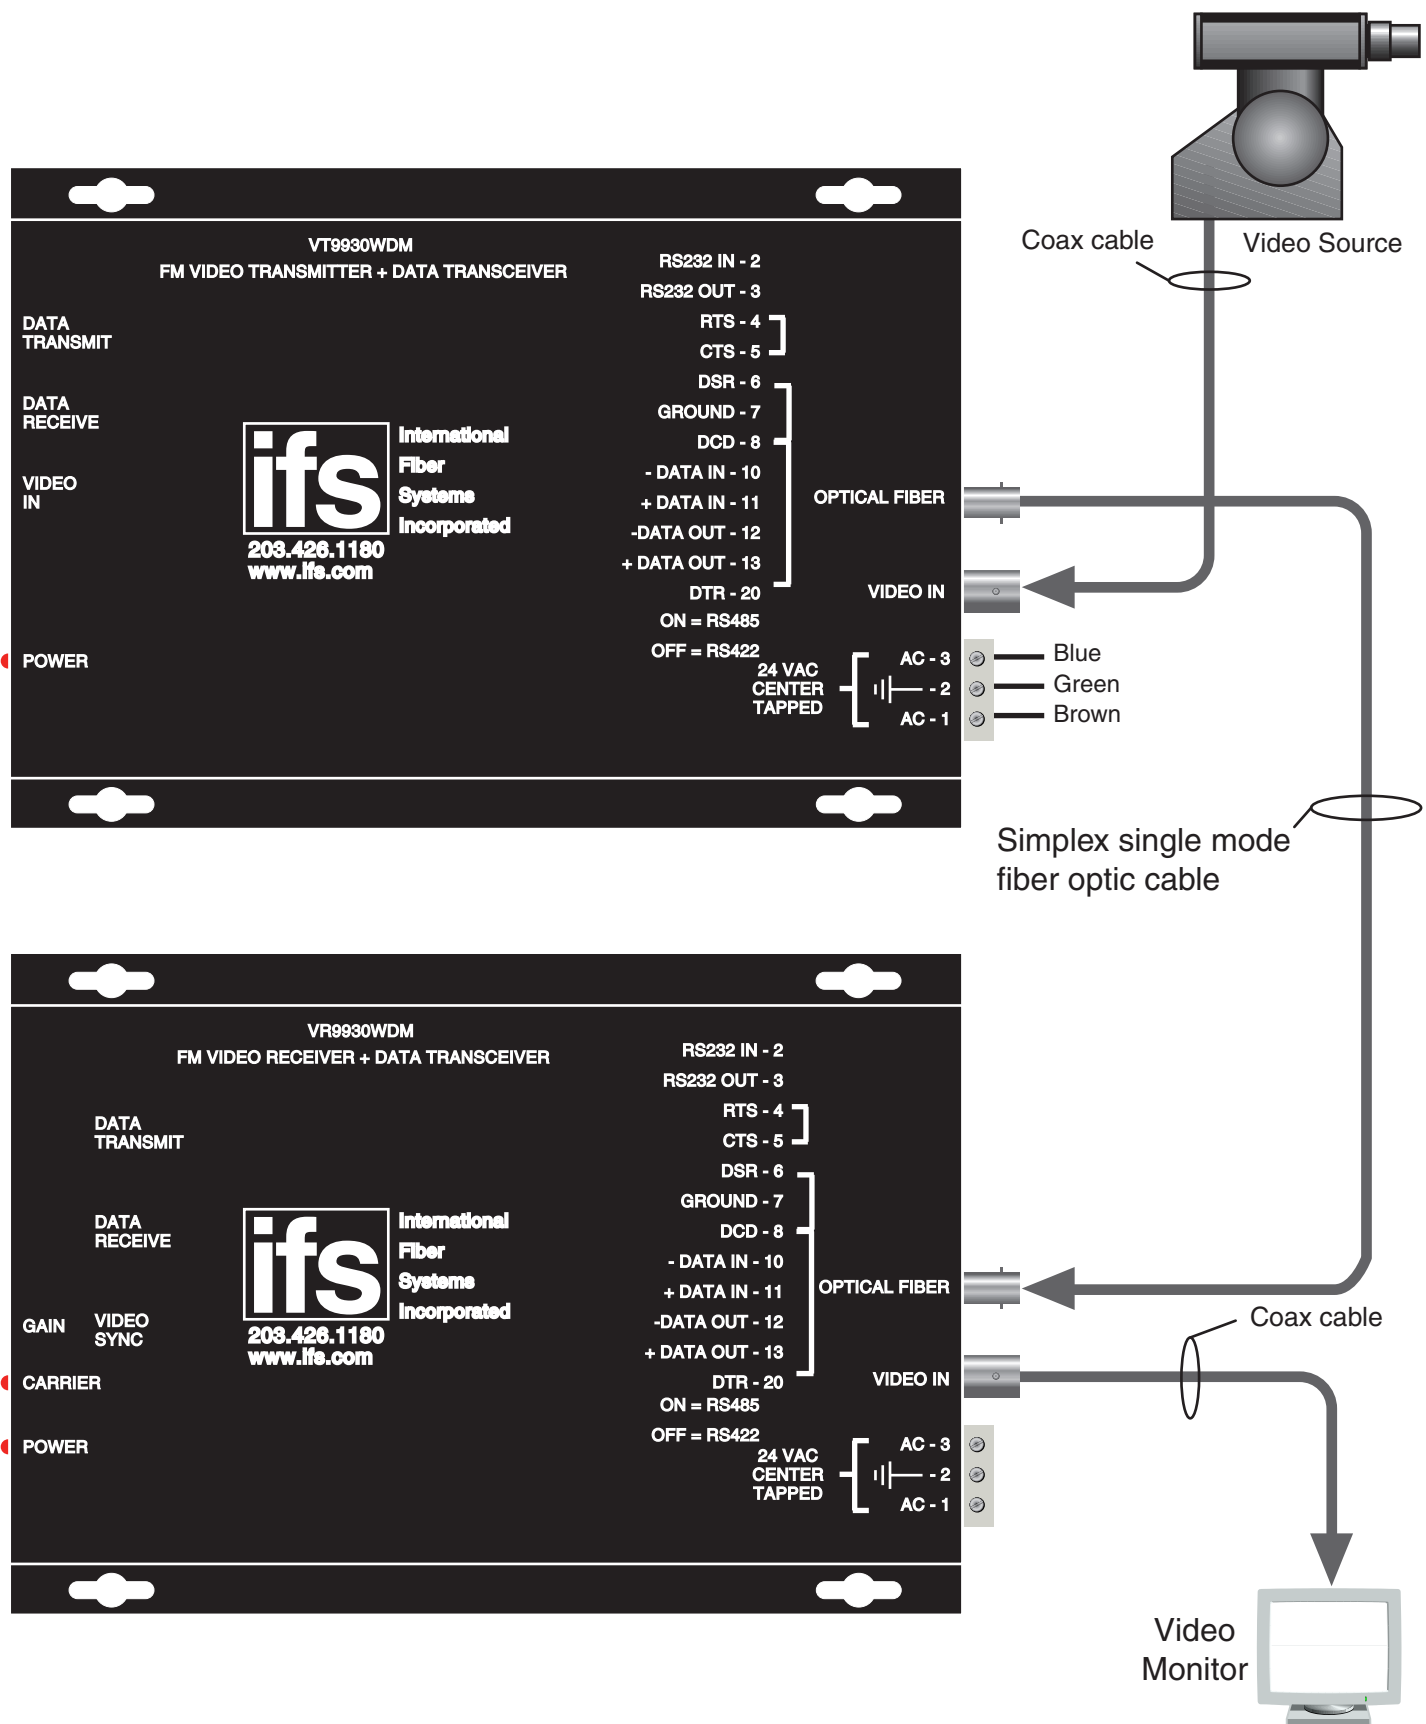 Coax cable
Video Source
VT9930WDM
FM VIDEO TRANSMITTER + DATA TRANSCEIVER
DATA
TRANSMIT
DATA
RECEIVE
VIDEO
IN
POWER
ifs
International
Fiber
Systems
Incorporated
203.426.1180
www.ifs.com
RS232 IN - 2
RS232 OUT - 3
RTS - 4
CTS - 5
DSR - 6
GROUND - 7
DCD - 8
- DATA IN - 10
+ DATA IN - 11
-DATA OUT - 12
+ DATA OUT - 13
DTR - 20
ON = RS485
OFF = RS422
OPTICAL FIBER
VIDEO IN
24 VAC
CENTER
TAPPED
AC - 3
- 2
AC - 1
Blue
Green
Brown
Simplex single mode
fiber optic cable
VR9930WDM
FM VIDEO RECEIVER + DATA TRANSCEIVER
DATA
TRANSMIT
DATA
RECEIVE
GAIN
VIDEO
SYNC
CARRIER
POWER
ifs
International
Fiber
Systems
Incorporated
203.426.1180
www.ifs.com
RS232 IN - 2
RS232 OUT - 3
RTS - 4
CTS - 5
DSR - 6
GROUND - 7
DCD - 8
- DATA IN - 10
+ DATA IN - 11
-DATA OUT - 12
+ DATA OUT - 13
DTR - 20
ON = RS485
OFF = RS422
OPTICAL FIBER
VIDEO IN
24 VAC
CENTER
TAPPED
AC - 3
- 2
AC - 1
Coax cable
Video
Monitor